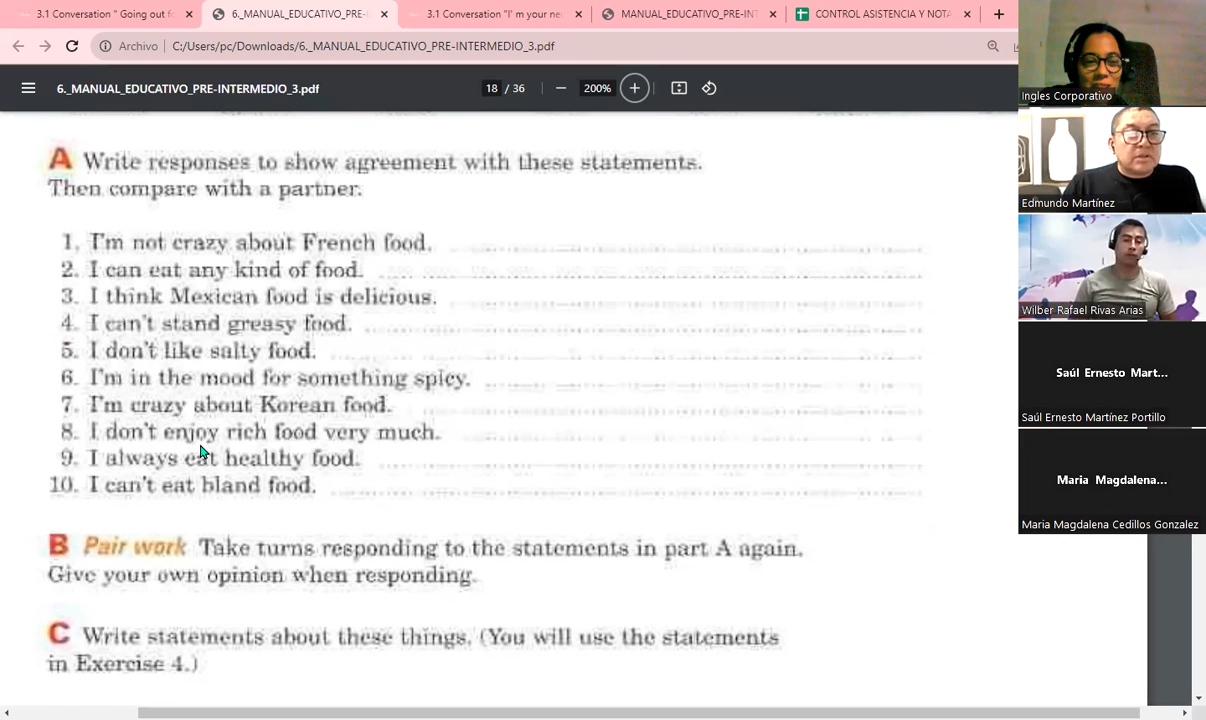 3.1 Conversation " Going out fo
6._MANUAL_EDUCATIVO_PRE-I
3.1 Conversation "I' m your ne
MANUAL_EDUCATIVO_PRE-INT
CONTROL ASISTENCIA Y NOTA
Archivo
C:/Users/pc/Downloads/6._MANUAL_EDUCATIVO_PRE-INTERMEDIO_3.pdf
6._MANUAL_EDUCATIVO_PRE-INTERMEDIO_3.pdf
18 / 36
200%
A Write responses to show agreement with these statements.
Then compare with a partner.
1. I'm not crazy about French food.
2. I can eat any kind of food.
3. I think Mexican food is delicious.
4. I can't stand greasy food.
5. I don't like salty food.
6. I'm in the mood for something spicy.
7. I'm crazy about Korean food.
8. I don't enjoy rich food very much.
9. I always eat healthy food.
10. I can't eat bland food.
B Pair work Take turns responding to the statements in part A again.
Give your own opinion when responding.
C Write statements about these things. (You will use the statements
in Exercise 4.)
Ingles Corporativo
Edmundo Martínez
Wilber Rafael Rivas Arias
Saúl Ernesto Mart...
Saúl Ernesto Martínez Portillo
Maria Magdalena...
Maria Magdalena Cedillos Gonzalez